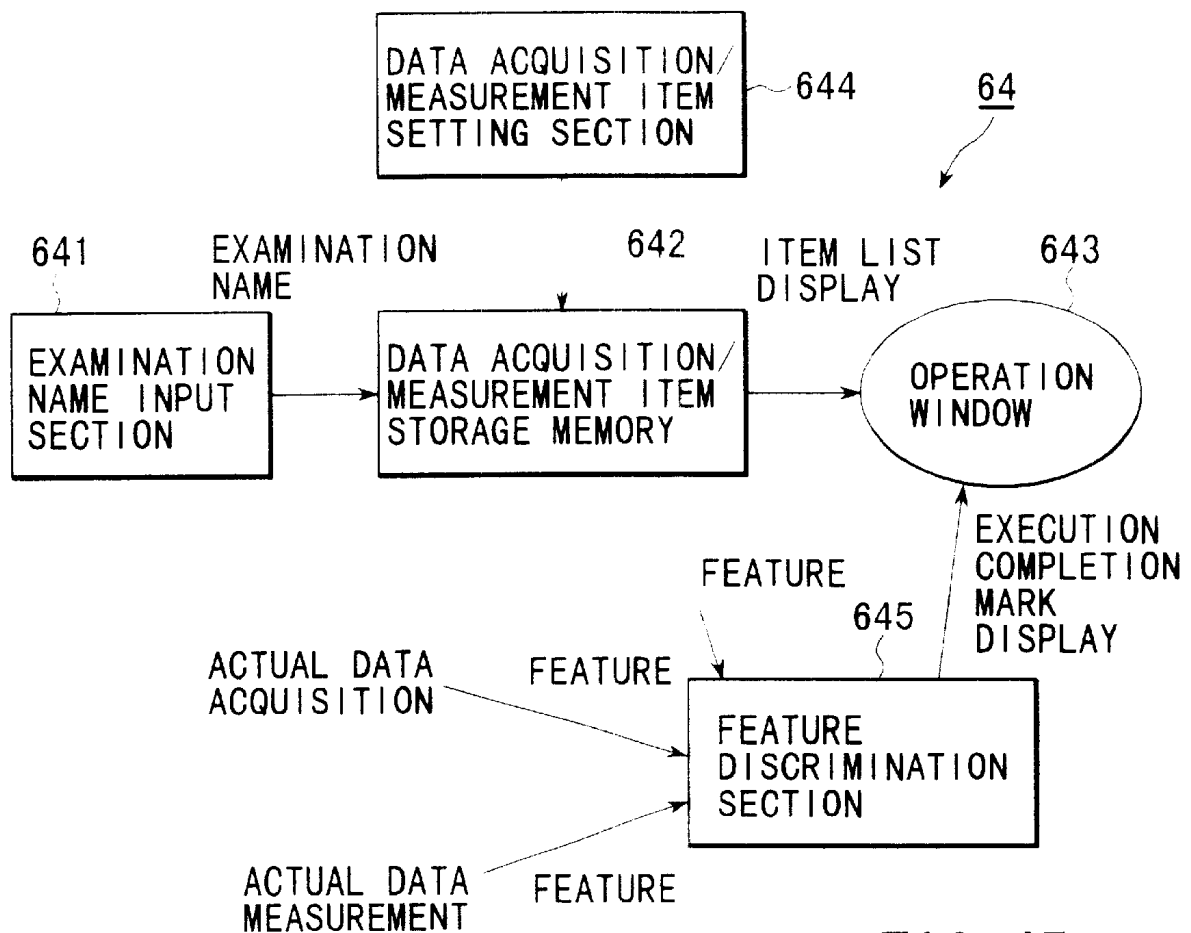 DATA ACQUISITION/
MEASUREMENT ITEM
SETTING SECTION
644
64
641
EXAMINATION
NAME
642
ITEM LIST
DISPLAY
643
EXAMINATION
NAME INPUT
SECTION
DATA ACQUISITION/
MEASUREMENT ITEM
STORAGE MEMORY
OPERATION
WINDOW
EXECUTION
COMPLETION
MARK
DISPLAY
FEATURE
645
ACTUAL DATA
ACQUISITION
FEATURE
FEATURE
DISCRIMINATION
SECTION
ACTUAL DATA
MEASUREMENT
FEATURE